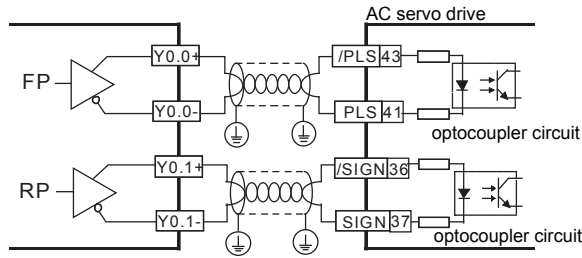 AC servo drive
Y0.0+ /PLS 43
FP
Y0.0- PLS 41
optocoupler circuit
Y0.1+ /SIGN 36
RP
Y0.1- SIGN 37
optocoupler circuit